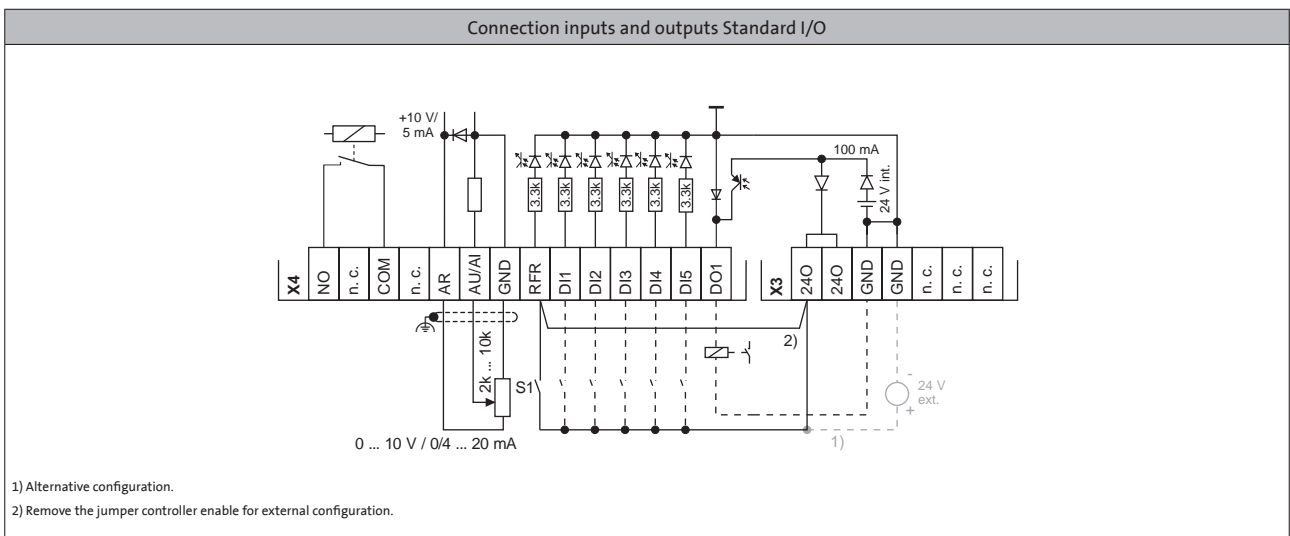 Connection inputs and outputs Standard I/O
+10 V/
5 mA
100 mA
3.3k
3.3k
3.3k
3.3k
3.3k
3.3k
24 V int.
X4
NO
n. c.
COM
n. c.
AR
AU/AI
GND
RFR
DI1
DI2
DI3
DI4
DI5
DO1
X3
24O
24O
GND
GND
n. c.
n. c.
n. c.
2)
2k ... 10k
S1
-
24 V
ext.
+
1)
0 ... 10 V / 0/4 ... 20 mA
1) Alternative configuration.
2) Remove the jumper controller enable for external configuration.